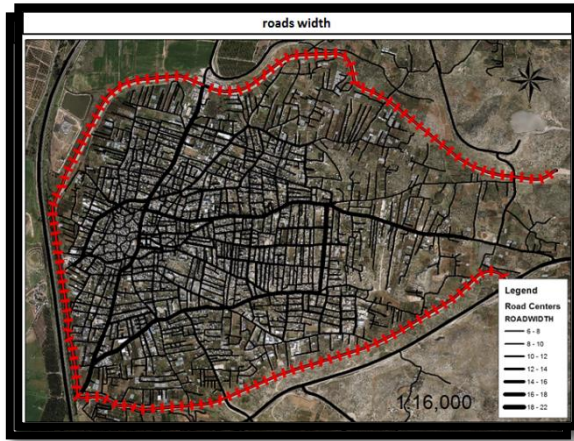 roads width
Legend
Road Centers
ROADWIDTH
6 - 8
8 - 10
10 - 12
12 - 14
14 - 16
16 - 18
18 - 22
1:16,000